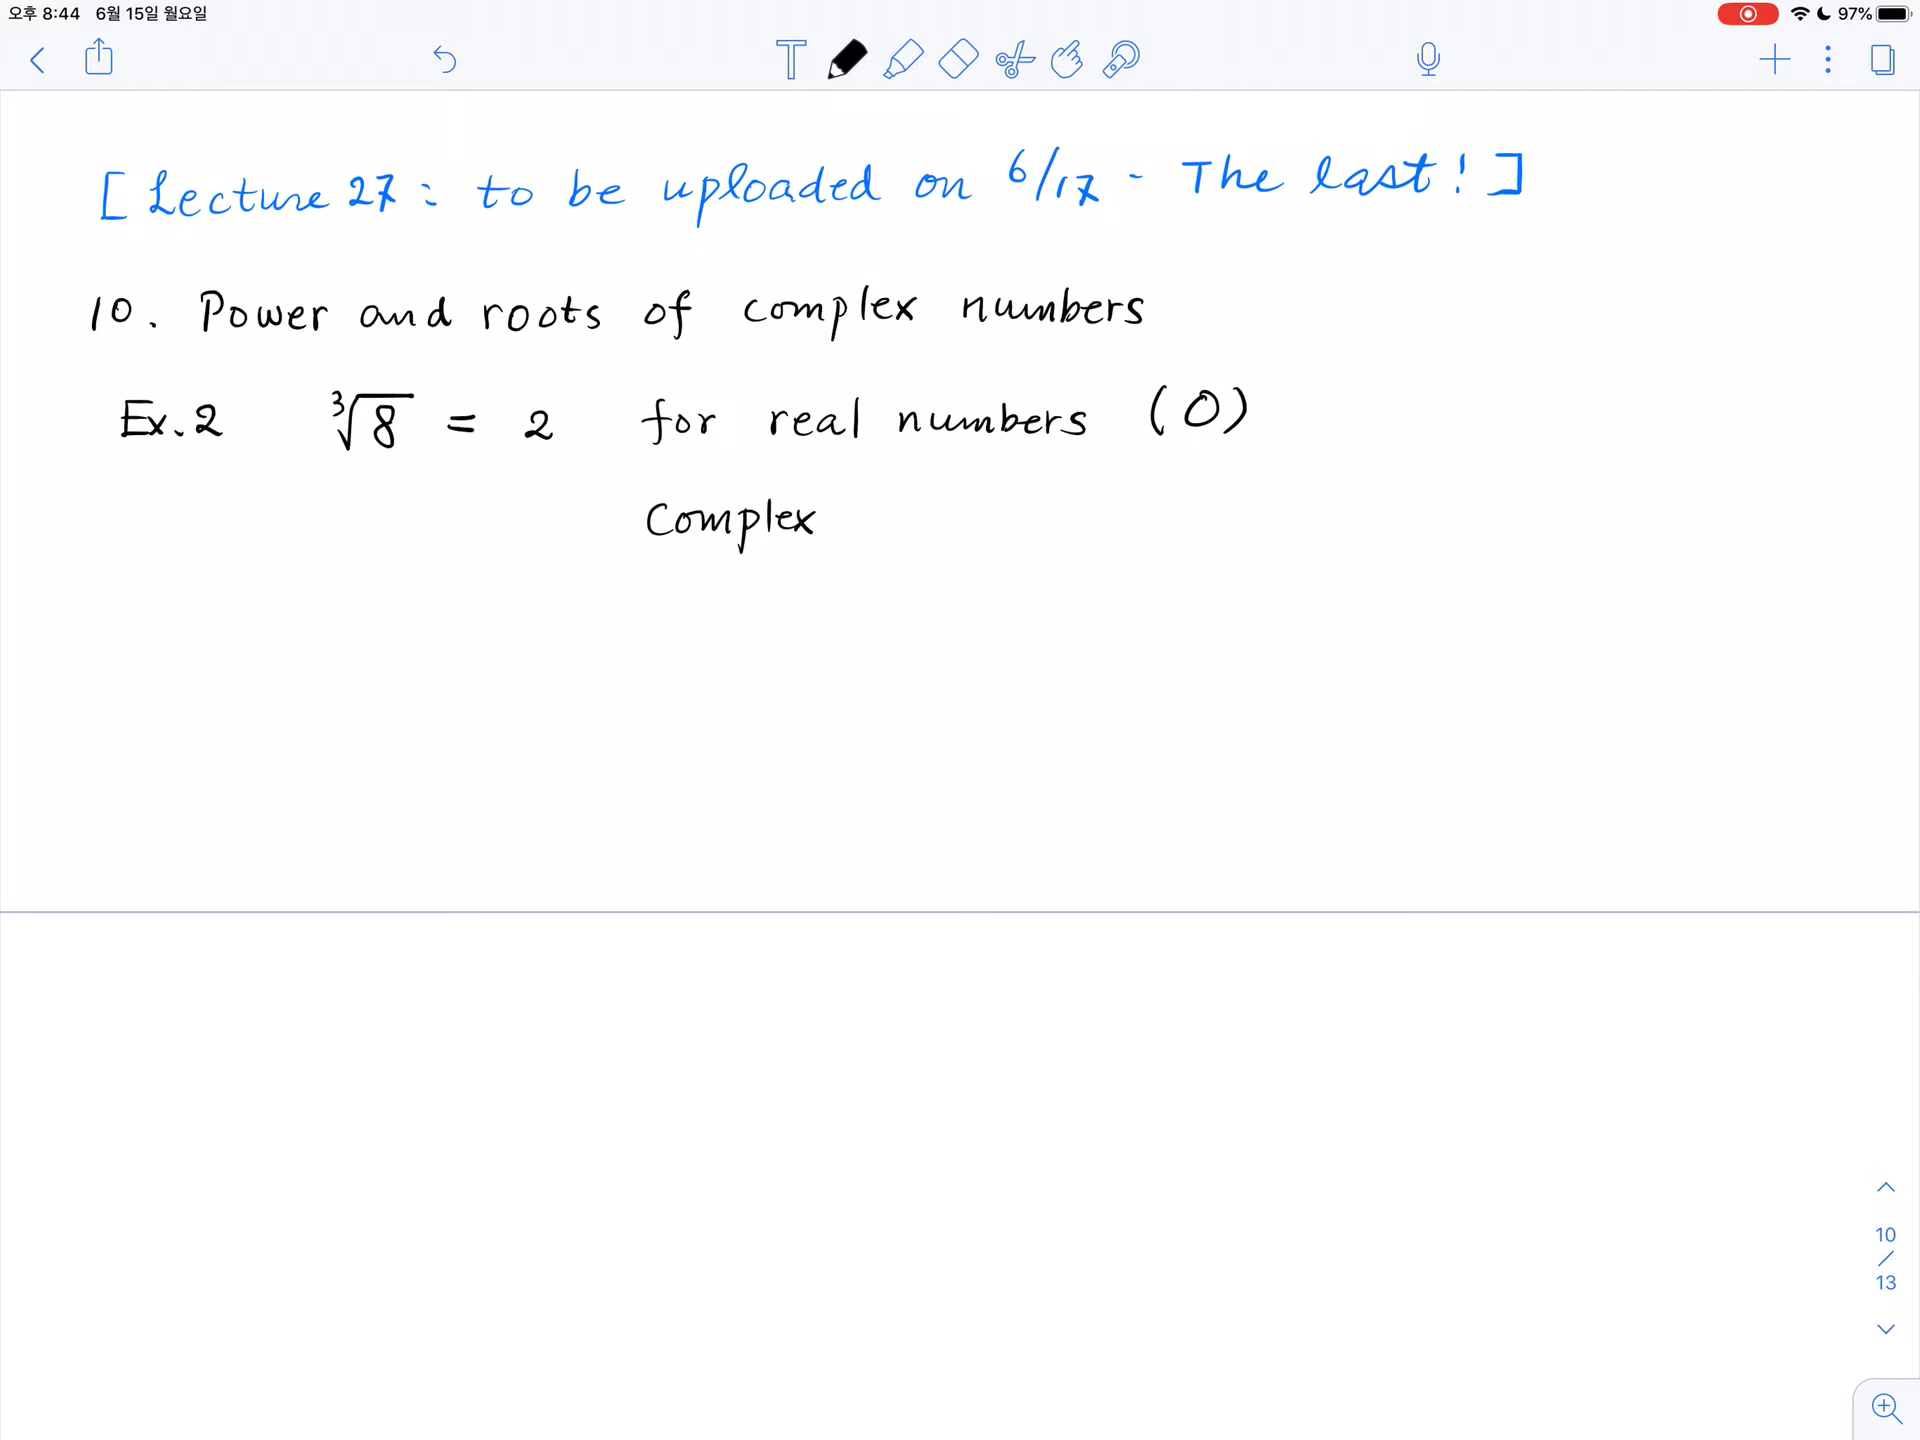 오후 8:44 6월 15일 월요일 97%
[ Lecture 27 : to be uploaded on 6/17 - The last ! ]
10. Power and roots of complex numbers
Ex. 2 ∛8 = 2 for real numbers (O)
Complex
10
/
13